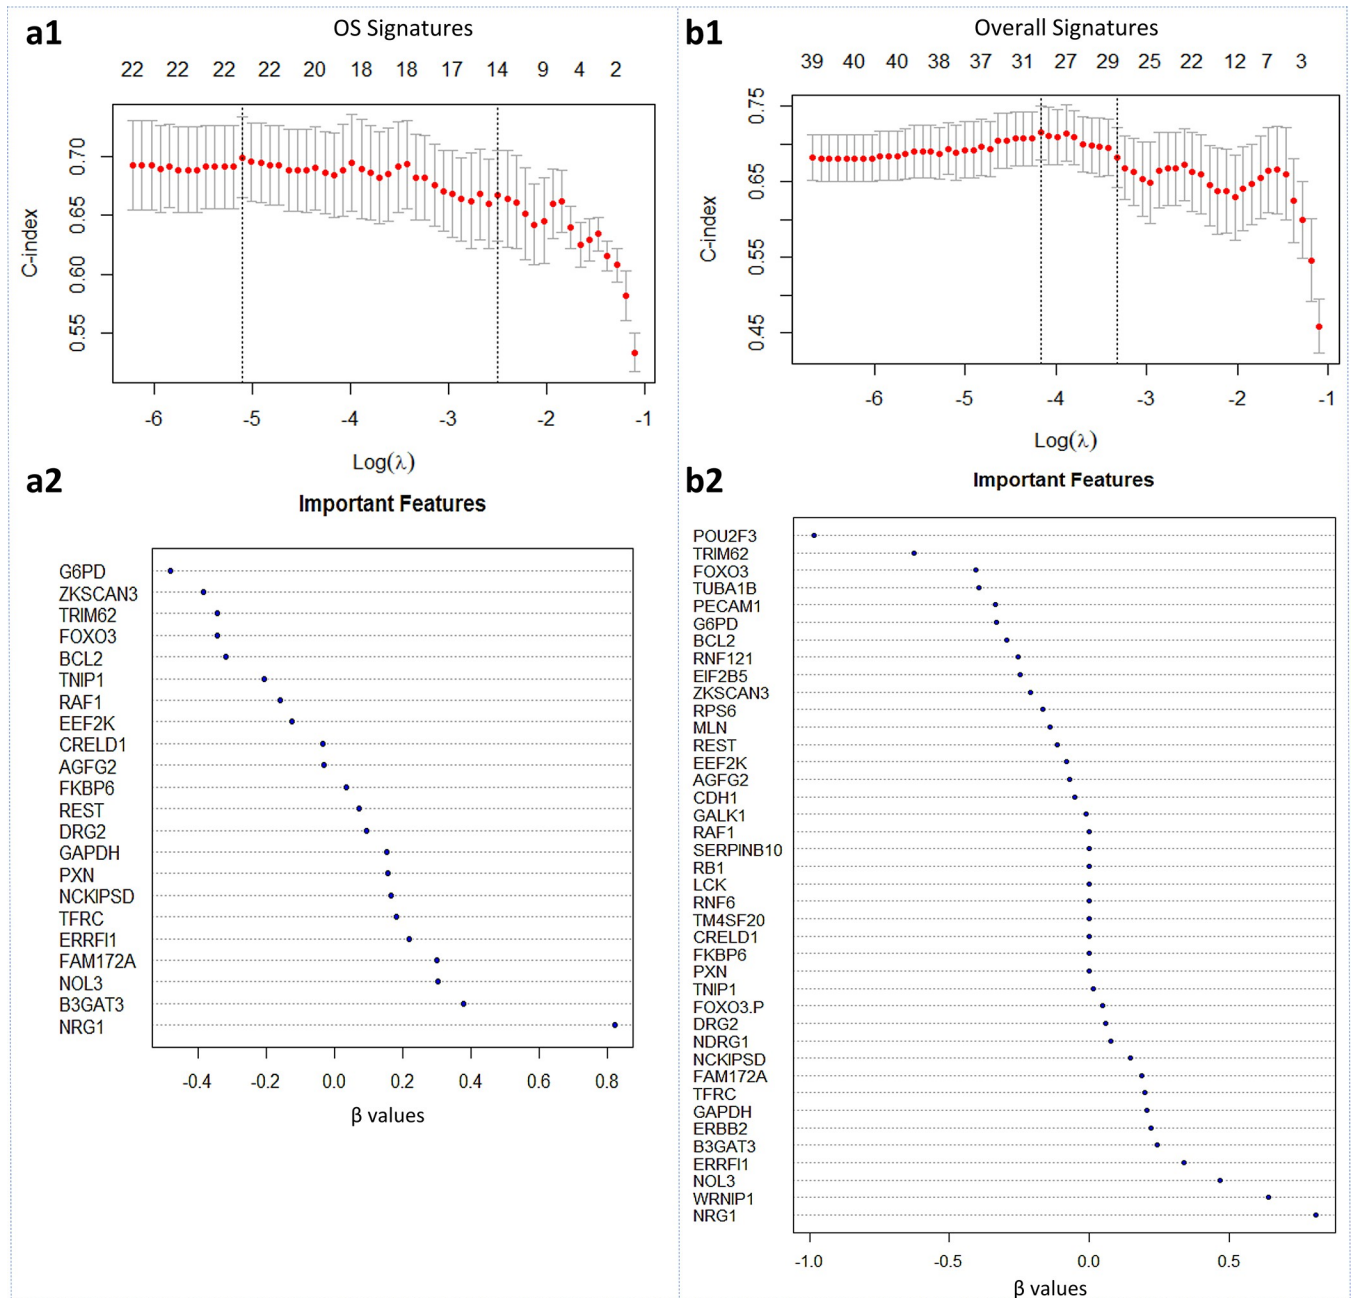 a1
OS Signatures
22 22 22 22 20 18 18 17 14 9 4 2
C-index
0.70
0.65
0.60
0.55
-6 -5 -4 -3 -2 -1
Log(λ)
b1
Overall Signatures
39 40 40 38 37 31 27 29 25 22 12 7 3
C-index
0.75
0.65
0.55
0.45
-6 -5 -4 -3 -2 -1
Log(λ)
a2
Important Features
G6PD
ZKSCAN3
TRIM62
FOXO3
BCL2
TNIP1
RAF1
EEF2K
CRELD1
AGFG2
FKBP6
REST
DRG2
GAPDH
PXN
NCKIPSD
TFRC
ERRFI1
FAM172A
NOL3
B3GAT3
NRG1
-0.4 -0.2 0.0 0.2 0.4 0.6 0.8
β values
b2
Important Features
POU2F3
TRIM62
FOXO3
TUBA1B
PECAM1
G6PD
BCL2
RNF121
EIF2B5
ZKSCAN3
RPS6
MLN
REST
EEF2K
AGFG2
CDH1
GALK1
RAF1
SERPINB10
RB1
LCK
RNF6
TM4SF20
CRELD1
FKBP6
PXN
TNIP1
FOXO3.P
DRG2
NDRG1
NCKIPSD
FAM172A
TFRC
GAPDH
ERBB2
B3GAT3
ERRFI1
NOL3
WRNIP1
NRG1
-1.0 -0.5 0.0 0.5
β values